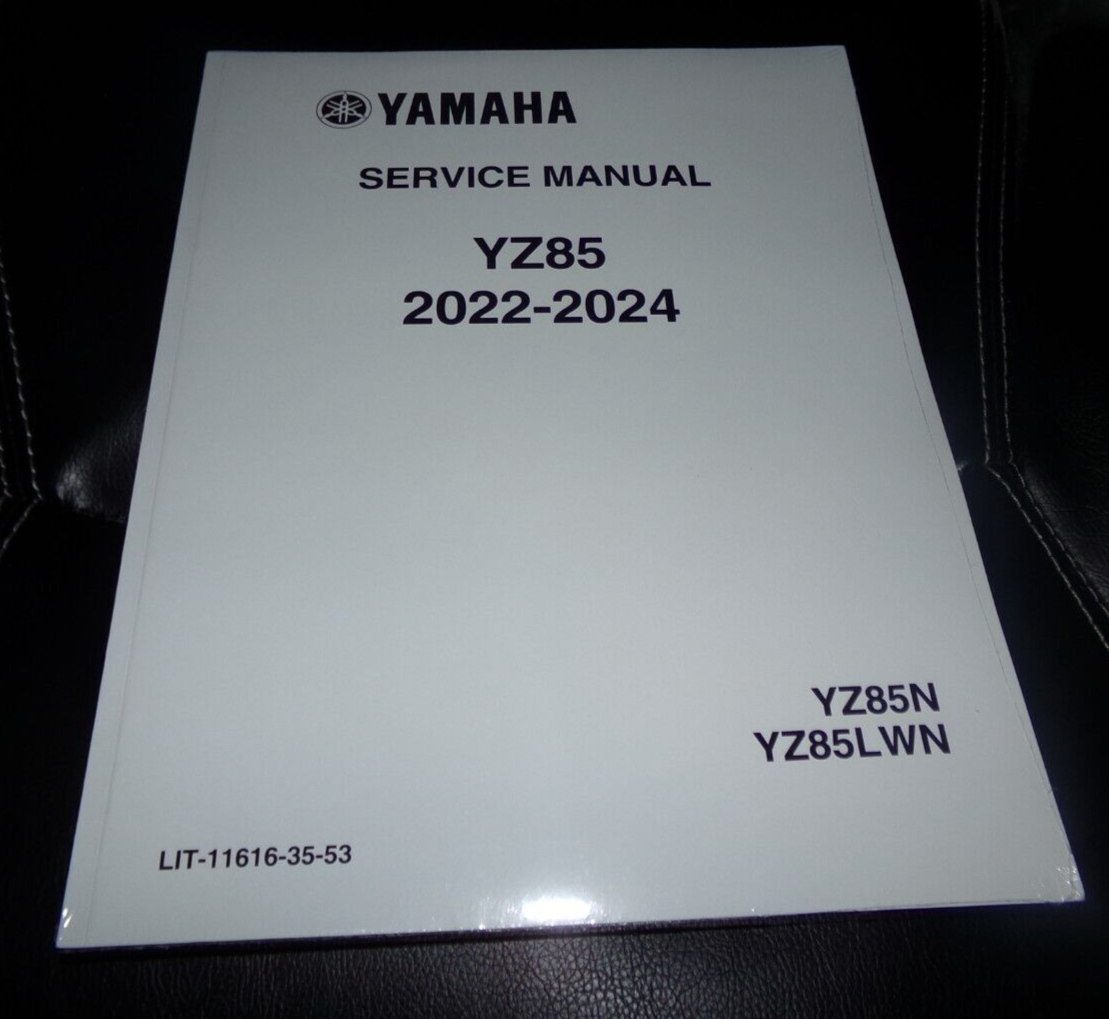 YAMAHA
SERVICE MANUAL
YZ85
2022-2024
YZ85N
YZ85LWN
LIT-11616-35-53